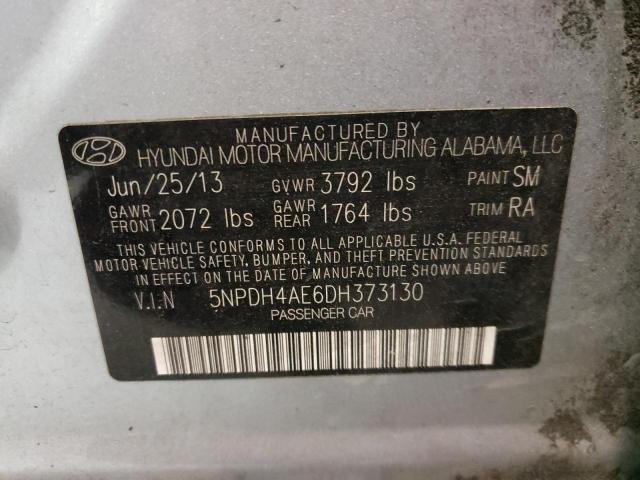 MANUFACTURED BY
HYUNDAI MOTOR MANUFACTURING ALABAMA, LLC
Jun/25/13 GVWR 3792 lbs PAINT SM
GAWR FRONT 2072 lbs GAWR REAR 1764 lbs TRIM RA
THIS VEHICLE CONFORMS TO ALL APPLICABLE U.S.A. FEDERAL
MOTOR VEHICLE SAFETY, BUMPER, AND THEFT PREVENTION STANDARDS
IN EFFECT ON THE DATE OF MANUFACTURE SHOWN ABOVE
V.I.N 5NPDH4AE6DH373130
PASSENGER CAR